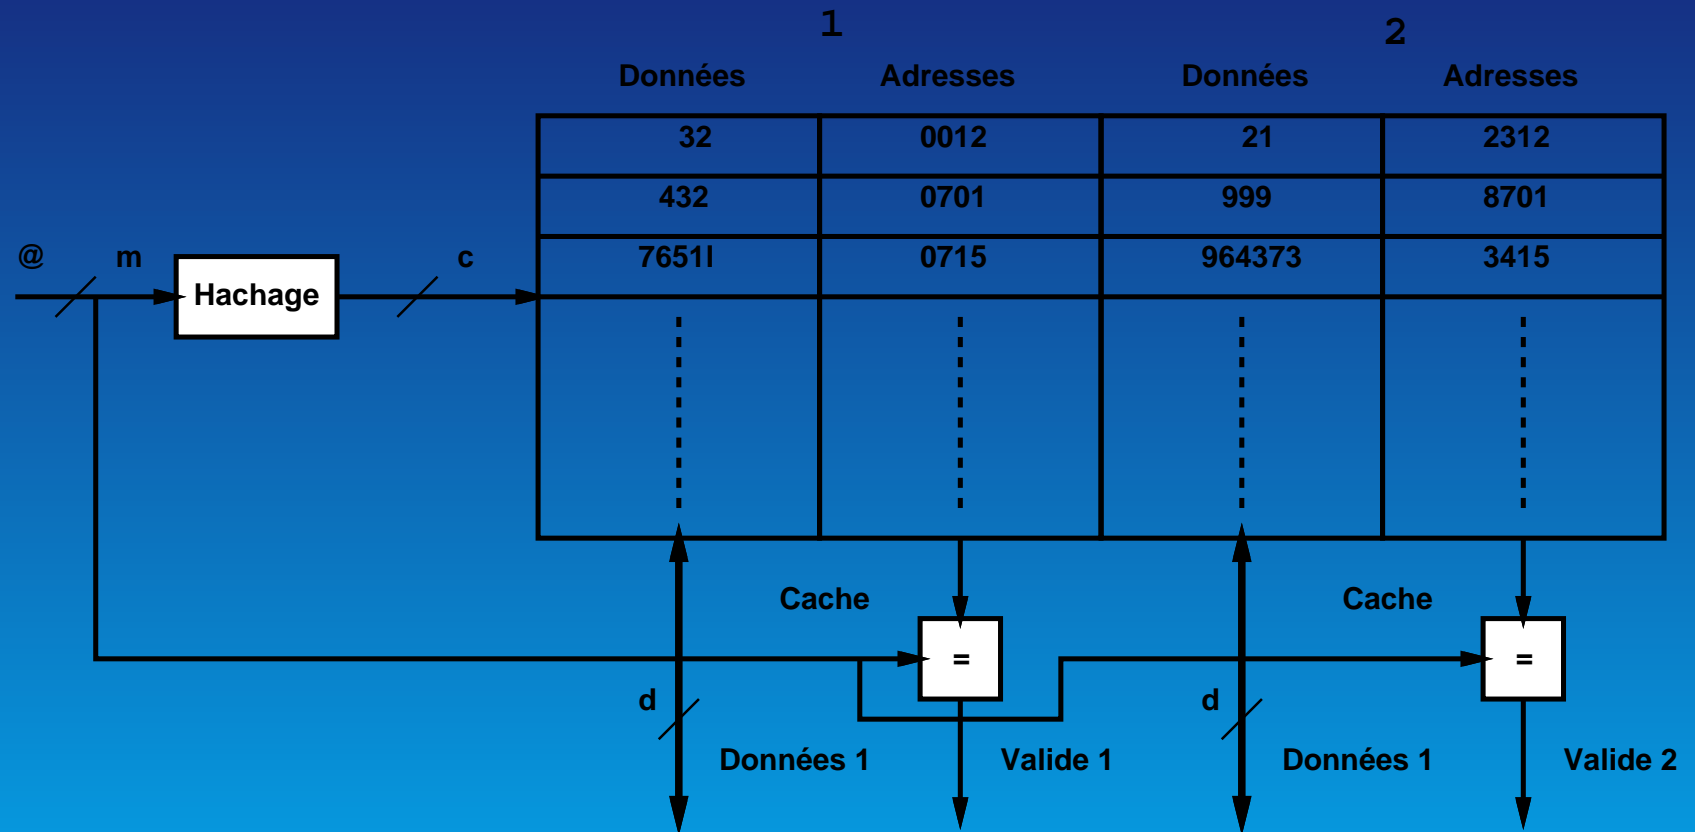 1 2
Données Adresses Données Adresses
32 0012 21 2312
432 0701 999 8701
@ m c 7651l 0715 964373 3415
Hachage
Cache Cache
= =
d d
Données 1 Valide 1 Données 1 Valide 2